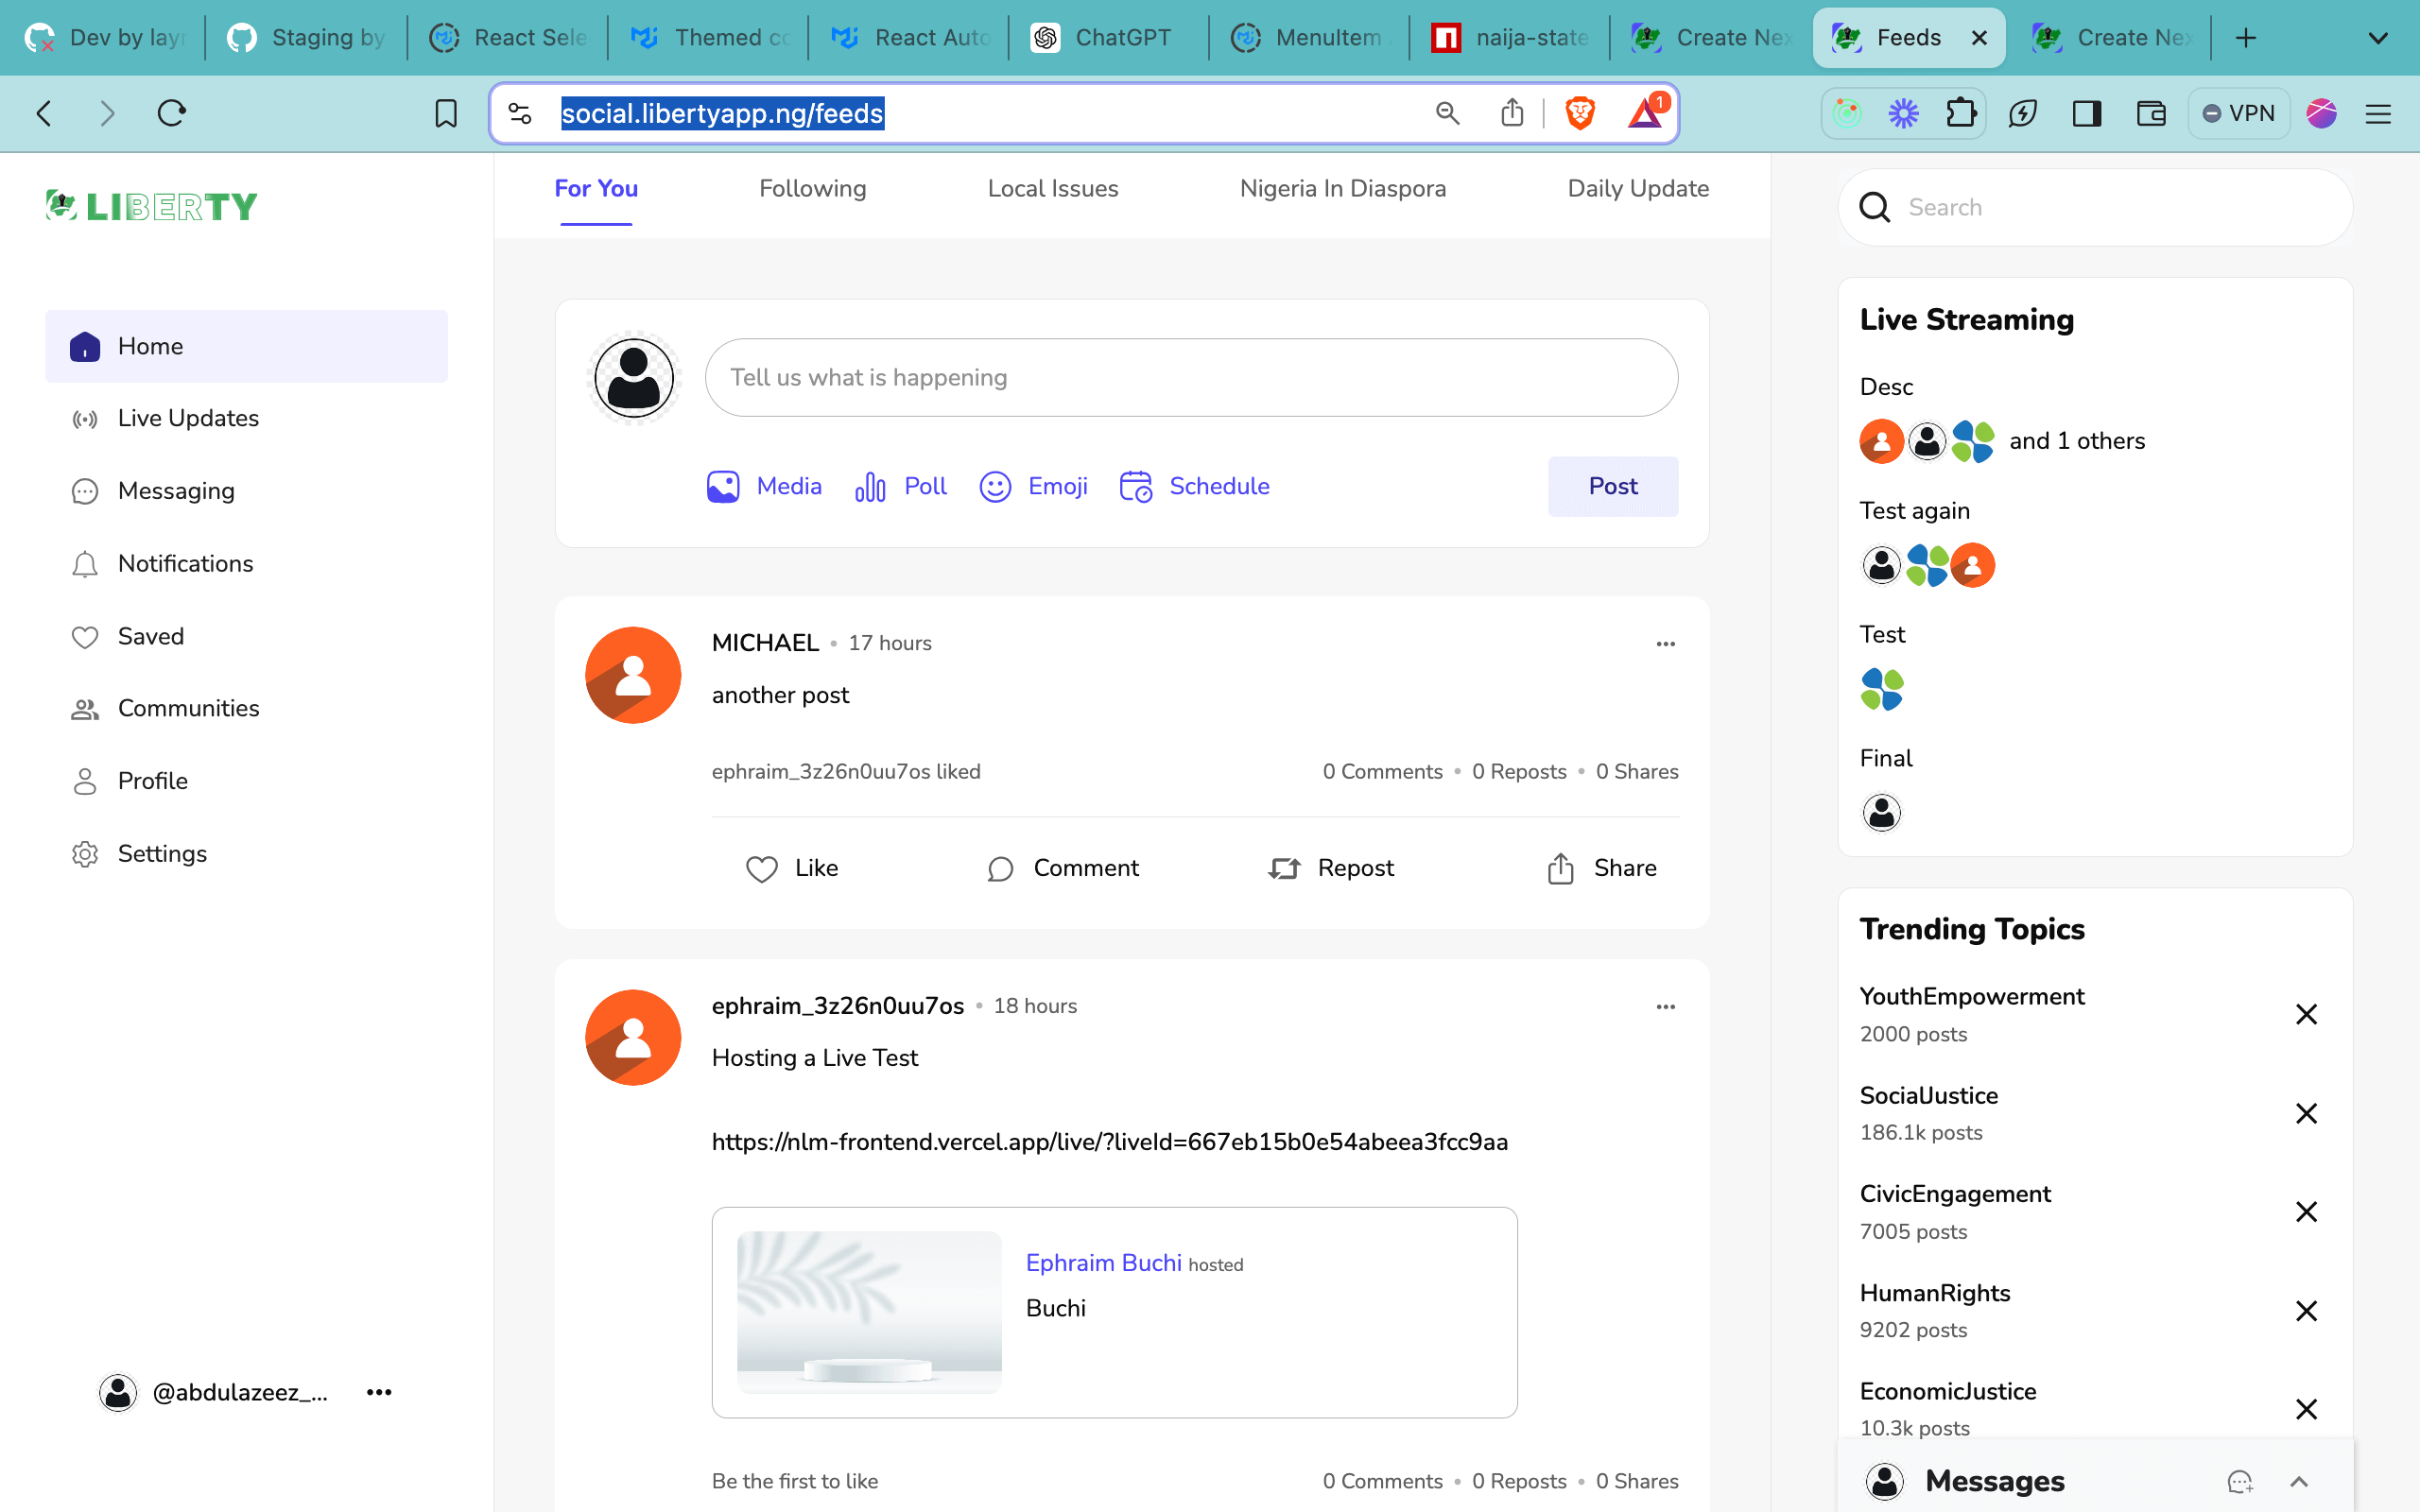 Dev by layr
Staging by
React Sele
Themed co
React Auto
ChatGPT
MenuItem
naija-state
Create Nex
Feeds
Create Nex
social.libertyapp.ng/feeds
1
VPN
LIBERTY
Home
Live Updates
Messaging
Notifications
Saved
Communities
Profile
Settings
@abdulazeez_...
For You
Following
Local Issues
Nigeria In Diaspora
Daily Update
Tell us what is happening
Media
Poll
Emoji
Schedule
Post
MICHAEL • 17 hours
another post
ephraim_3z26n0uu7os liked
0 Comments • 0 Reposts • 0 Shares
Like
Comment
Repost
Share
ephraim_3z26n0uu7os • 18 hours
Hosting a Live Test
https://nlm-frontend.vercel.app/live/?liveId=667eb15b0e54abeea3fcc9aa
Ephraim Buchi hosted
Buchi
Be the first to like
0 Comments • 0 Reposts • 0 Shares
Search
Live Streaming
Desc
and 1 others
Test again
Test
Final
Trending Topics
YouthEmpowerment
2000 posts
SocialJustice
186.1k posts
CivicEngagement
7005 posts
HumanRights
9202 posts
EconomicJustice
10.3k posts
Messages